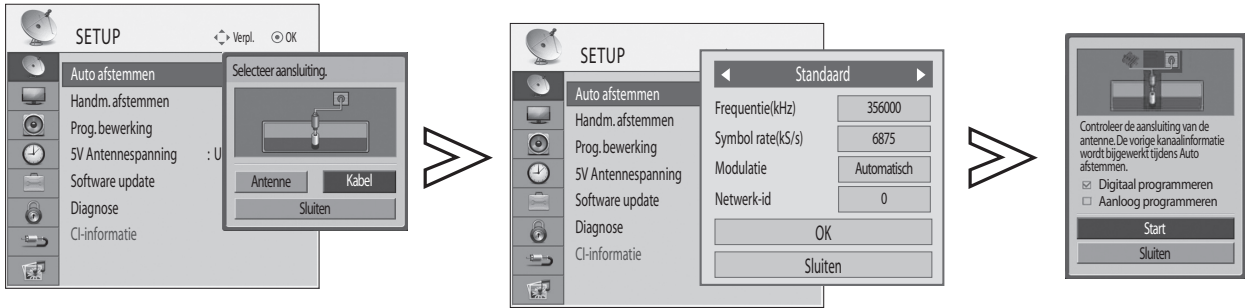 SETUP
Verpl. OK
Auto afstemmen
Handm. afstemmen
Prog. bewerking
5V Antennespanning : U
Software update
Diagnose
CI-informatie
Selecteer aansluiting.
Antenne Kabel
Sluiten
SETUP
Auto afstemmen
Handm. afstemmen
Prog. bewerking
5V Antennespanning
Software update
Diagnose
CI-informatie
Standaard
Frequentie(kHz) 356000
Symbol rate(kS/s) 6875
Modulatie Automatisch
Netwerk-id 0
OK
Sluiten
Controleer de aansluiting van de
antenne. De vorige kanaalinformatie
wordt bijgewerkt tijdens Auto
afstemmen.
Digitaal programmeren
Aanloog programmeren
Start
Sluiten